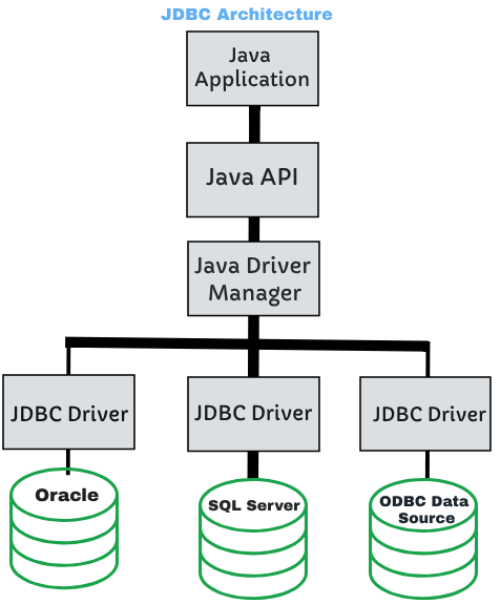 JDBC Architecture
Java
Application
Java API
Java Driver
Manager
JDBC Driver
JDBC Driver
JDBC Driver
Oracle
SQL Server
ODBC Data
Source